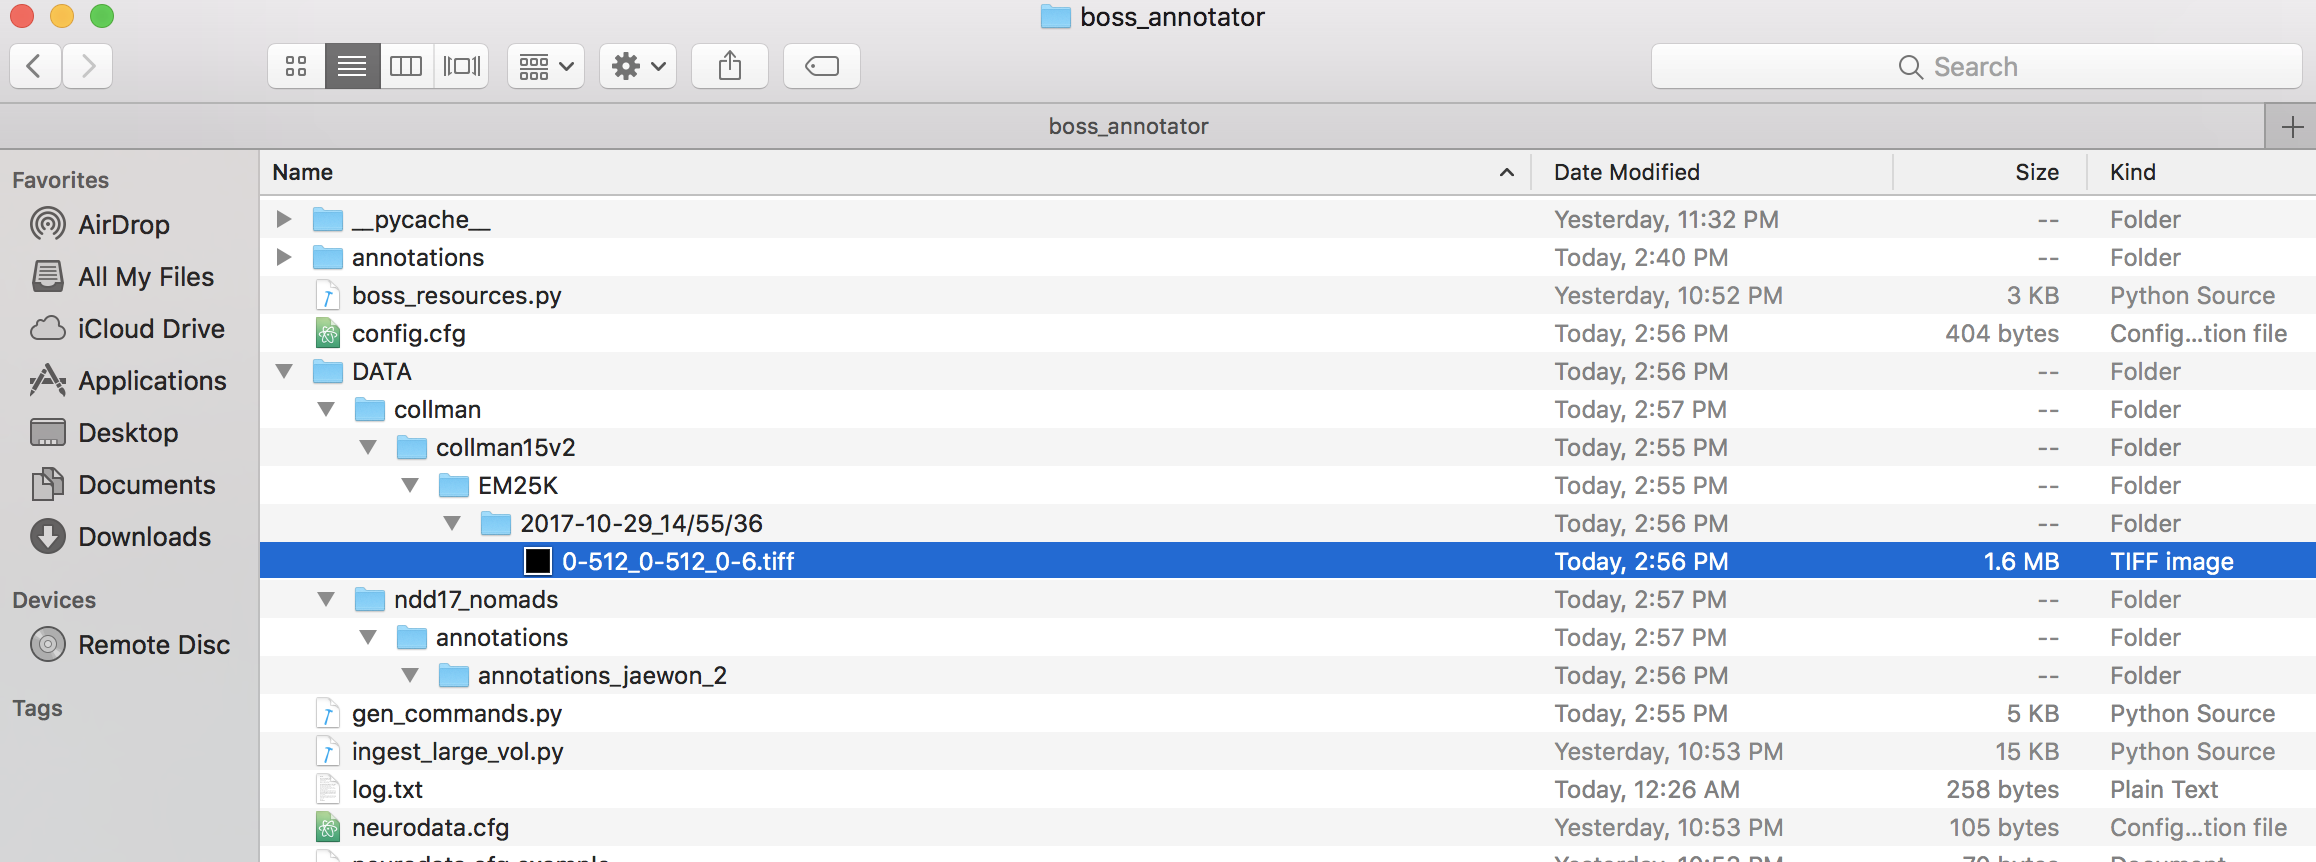 boss_annotator
Search
boss_annotator
Favorites
AirDrop
All My Files
iCloud Drive
Applications
Desktop
Documents
Downloads
Devices
Remote Disc
Tags
Name Date Modified Size Kind
__pycache__ Yesterday, 11:32 PM -- Folder
annotations Today, 2:40 PM -- Folder
boss_resources.py Yesterday, 10:52 PM 3 KB Python Source
config.cfg Today, 2:56 PM 404 bytes Config...tion file
DATA Today, 2:56 PM -- Folder
collman Today, 2:57 PM -- Folder
collman15v2 Today, 2:55 PM -- Folder
EM25K Today, 2:55 PM -- Folder
2017-10-29_14/55/36 Today, 2:56 PM -- Folder
0-512_0-512_0-6.tiff Today, 2:56 PM 1.6 MB TIFF image
ndd17_nomads Today, 2:57 PM -- Folder
annotations Today, 2:57 PM -- Folder
annotations_jaewon_2 Today, 2:56 PM -- Folder
gen_commands.py Today, 2:55 PM 5 KB Python Source
ingest_large_vol.py Yesterday, 10:53 PM 15 KB Python Source
log.txt Today, 12:26 AM 258 bytes Plain Text
neurodata.cfg Yesterday, 10:53 PM 105 bytes Config...tion file